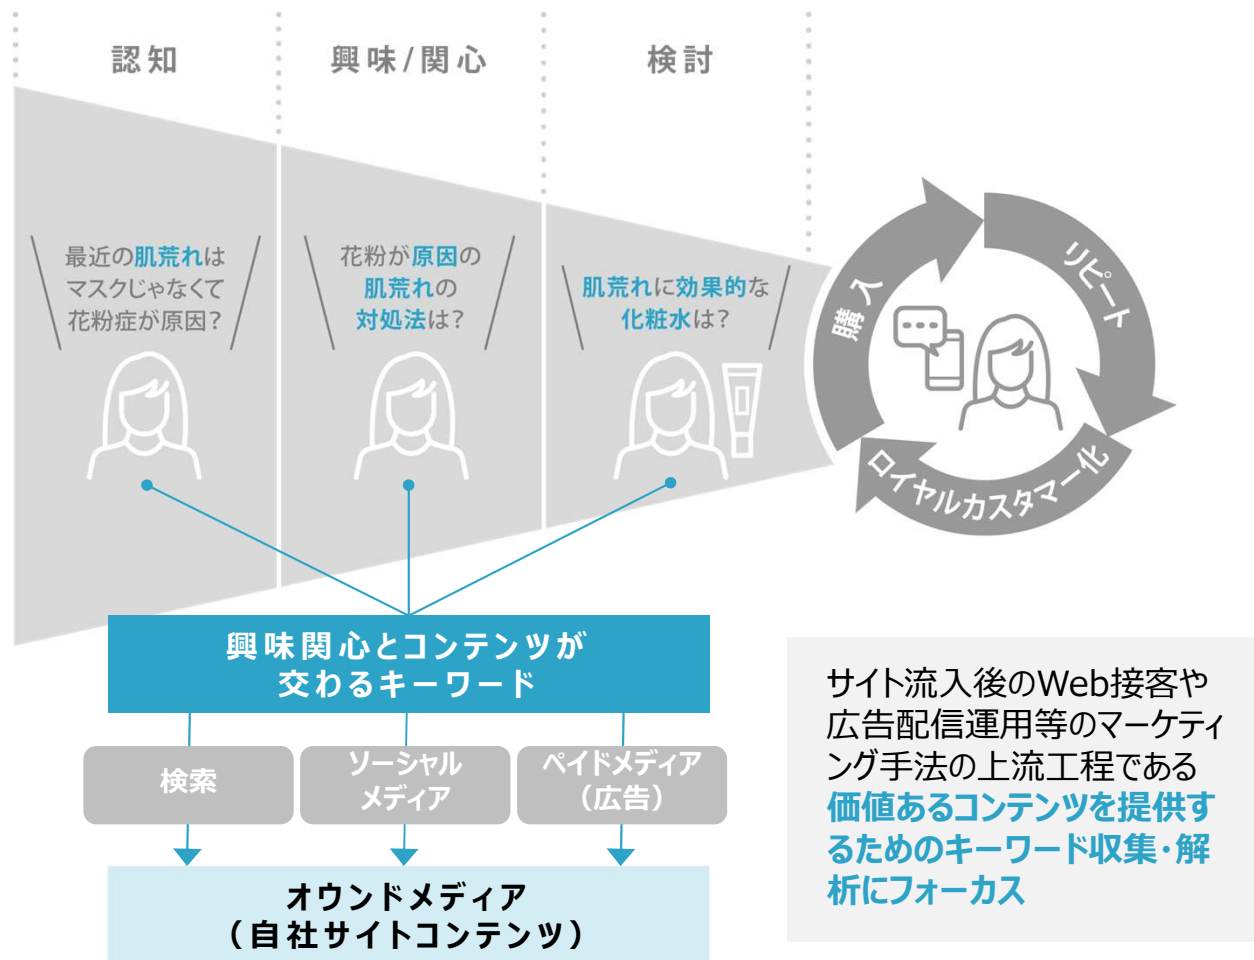 認知
興味/関心
検討
最近の肌荒れは
マスクじゃなくて
花粉症が原因?
花粉が原因の
肌荒れの
対処法は?
肌荒れに効果的な
化粧水は?
購入
リピート
ロイヤルカスタマー化
興味関心とコンテンツが
交わるキーワード
検索
ソーシャル
メディア
ペイドメディア
（広告）
オウンドメディア
（自社サイトコンテンツ）
サイト流入後のWeb接客や
広告配信運用等のマーケティ
ング手法の上流工程である
価値あるコンテンツを提供す
るためのキーワード収集・解
析にフォーカス